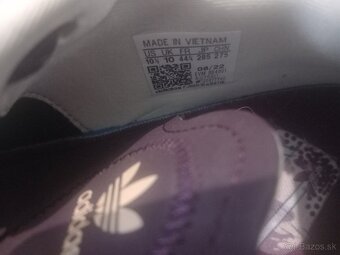 MADE IN VIETNAM
US UK FR JP CHN
10½ 10 44⅔ 285 275
08/22
adidas
Bazos.sk